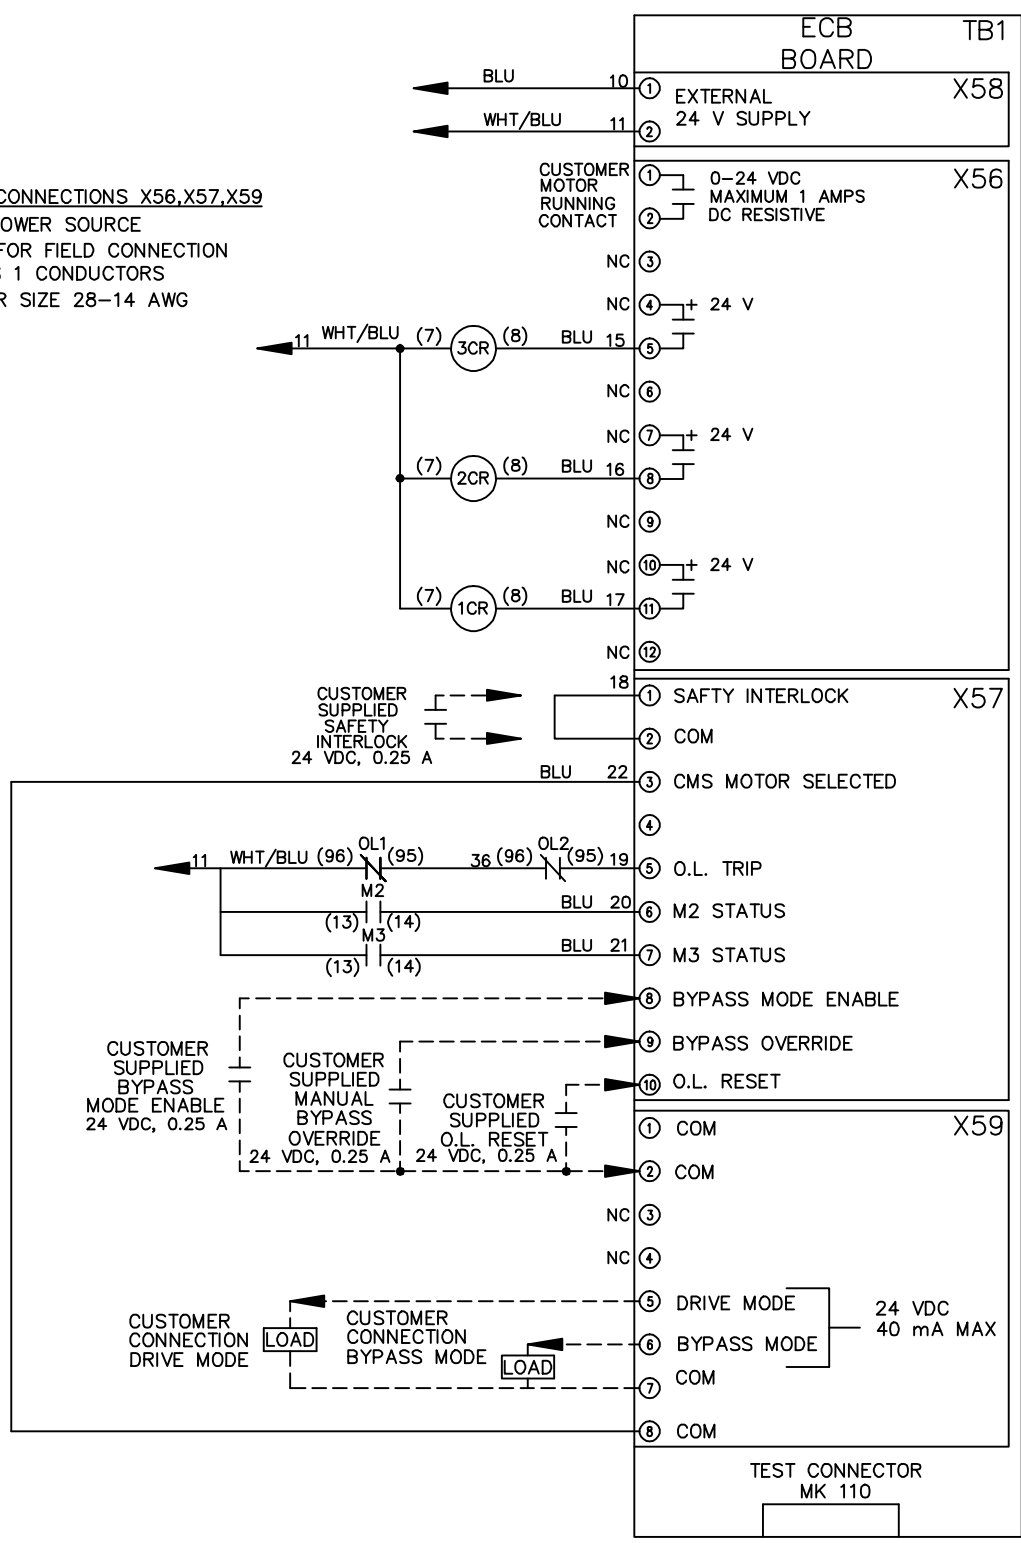 ECB
BOARD
TB1
BLU 10 1
EXTERNAL
24 V SUPPLY
X58
WHT/BLU 11 2
CONNECTIONS X56,X57,X59
OWER SOURCE
FOR FIELD CONNECTION
S 1 CONDUCTORS
R SIZE 28-14 AWG
CUSTOMER
MOTOR
RUNNING
CONTACT
1
2
0-24 VDC
MAXIMUM 1 AMPS
DC RESISTIVE
X56
NC 3
NC 4 + 24 V
11 WHT/BLU (7) 3CR (8) BLU 15 5
NC 6
NC 7 + 24 V
(7) 2CR (8) BLU 16 8
NC 9
NC 10 + 24 V
(7) 1CR (8) BLU 17 11
NC 12
CUSTOMER
SUPPLIED
SAFETY
INTERLOCK
24 VDC, 0.25 A
18 1 SAFTY INTERLOCK
X57
2 COM
BLU 22 3 CMS MOTOR SELECTED
4
11 WHT/BLU (96) OL1 (95) 36 (96) OL2 (95) 19 5 O.L. TRIP
M2
(13) (14) BLU 20 6 M2 STATUS
M3
(13) (14) BLU 21 7 M3 STATUS
8 BYPASS MODE ENABLE
9 BYPASS OVERRIDE
10 O.L. RESET
CUSTOMER
SUPPLIED
BYPASS
MODE ENABLE
24 VDC, 0.25 A
CUSTOMER
SUPPLIED
MANUAL
BYPASS
OVERRIDE
24 VDC, 0.25 A
CUSTOMER
SUPPLIED
O.L. RESET
24 VDC, 0.25 A
1 COM
X59
2 COM
NC 3
NC 4
5 DRIVE MODE
6 BYPASS MODE
24 VDC
40 mA MAX
CUSTOMER
CONNECTION
DRIVE MODE
LOAD
CUSTOMER
CONNECTION
BYPASS MODE
LOAD
7 COM
8 COM
TEST CONNECTOR
MK 110